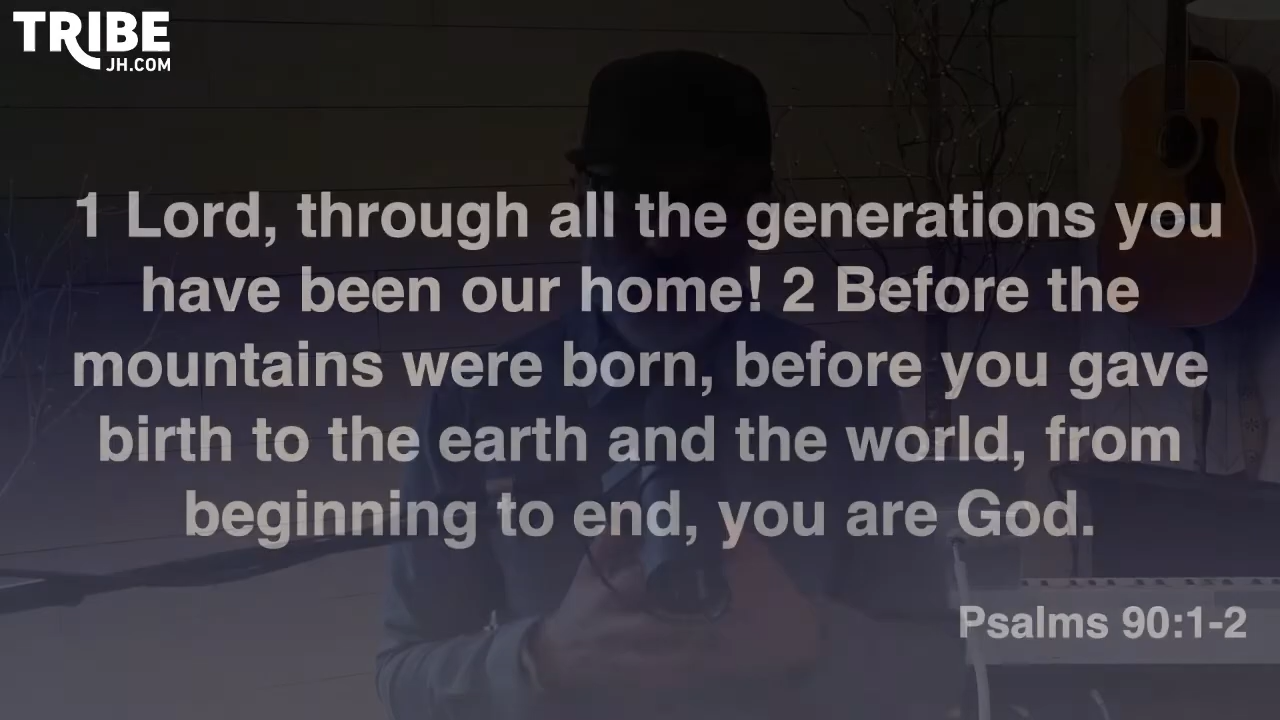 TRIBE
JH.COM
1 Lord, through all the generations you
have been our home! 2 Before the
mountains were born, before you gave
birth to the earth and the world, from
beginning to end, you are God.
Psalms 90:1-2